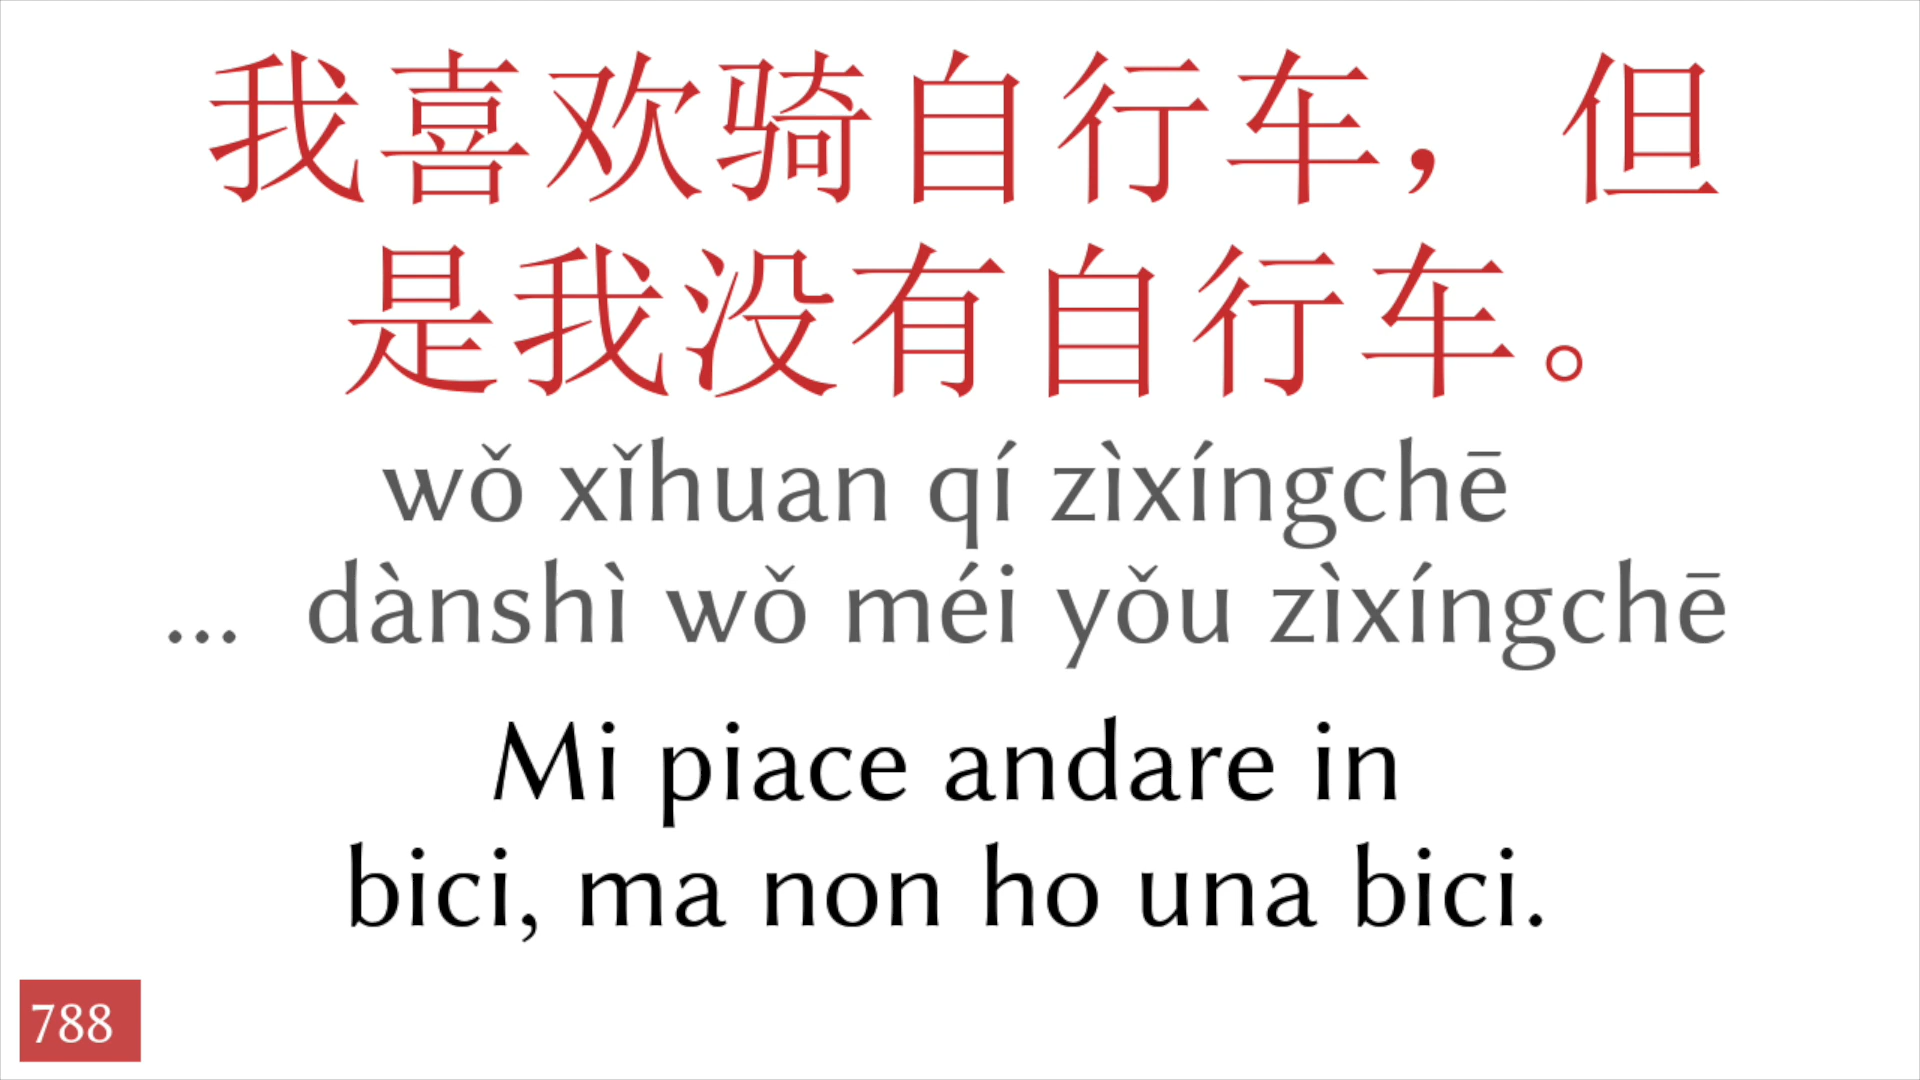 我喜欢骑自行车，但
是我没有自行车。
wǒ xǐhuan qí zìxíngchē
... dànshì wǒ méi yǒu zìxíngchē
Mi piace andare in
bici, ma non ho una bici.
788